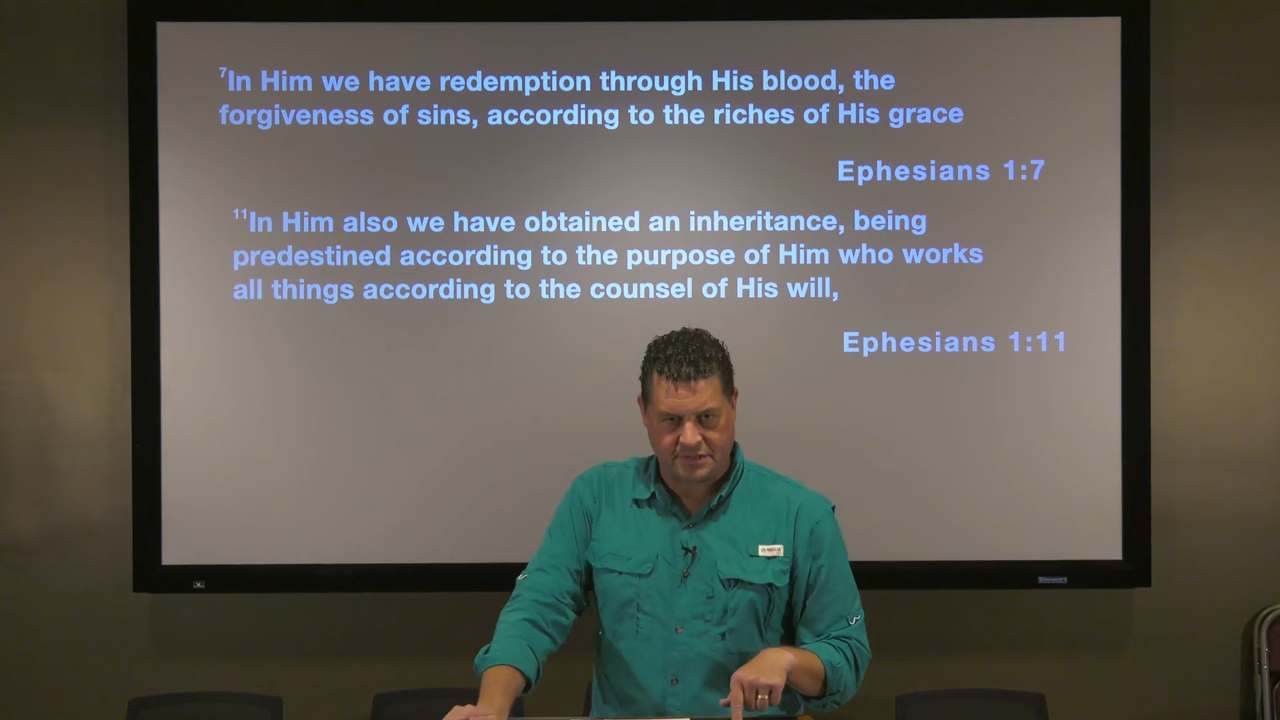 ⁷In Him we have redemption through His blood, the
forgiveness of sins, according to the riches of His grace
Ephesians 1:7
¹¹In Him also we have obtained an inheritance, being
predestined according to the purpose of Him who works
all things according to the counsel of His will,
Ephesians 1:11
Stewart